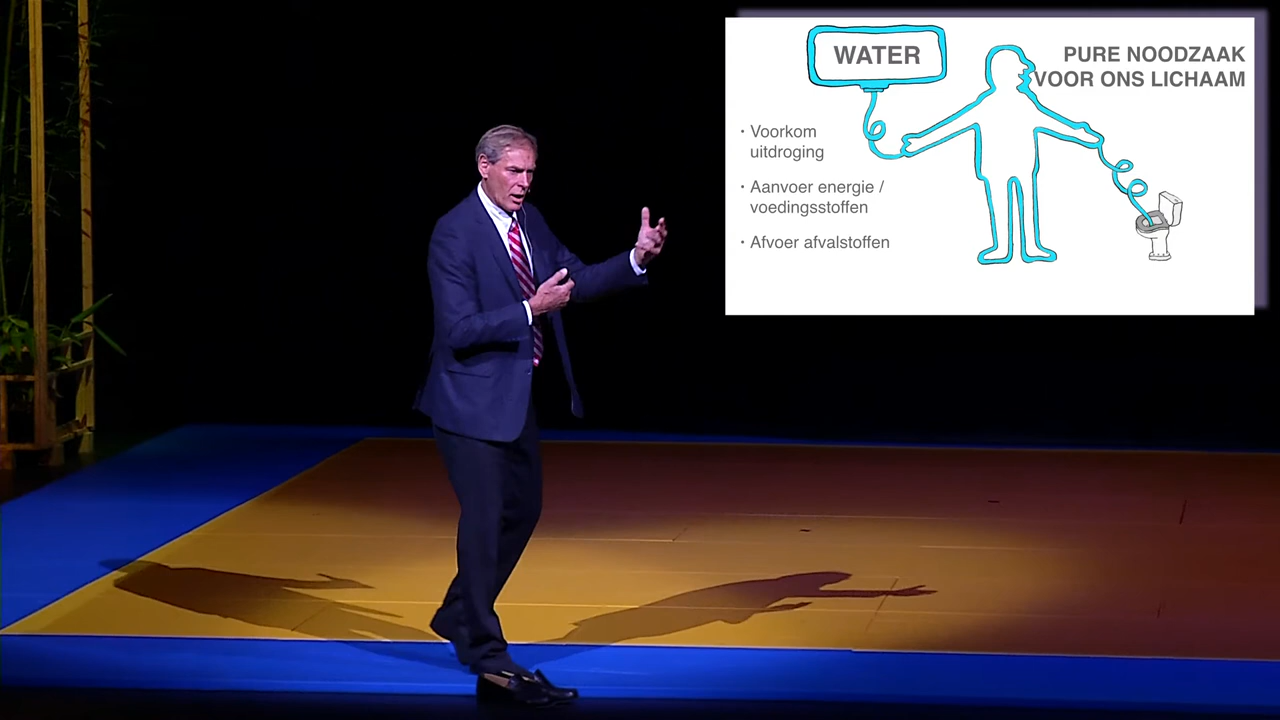 WATER
PURE NOODZAAK
VOOR ONS LICHAAM
· Voorkom
uitdroging
· Aanvoer energie /
voedingsstoffen
· Afvoer afvalstoffen